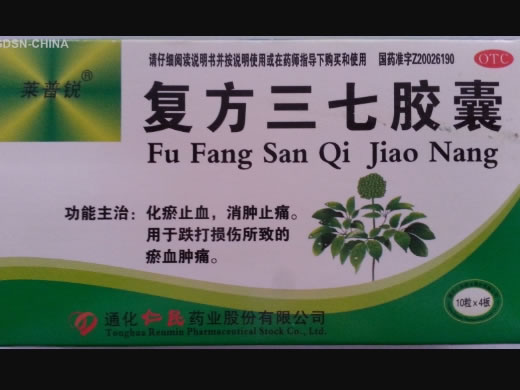 GDSN-CHINA
请仔细阅读说明书并按说明使用或在药师指导下购买和使用 国药准字Z20026190 OTC
莱普锐®
复方三七胶囊
Fu Fang San Qi Jiao Nang
功能主治：化瘀止血，消肿止痛。
用于跌打损伤所致的
瘀血肿痛。
10粒×4板
通化仁民药业股份有限公司
Tonghua Renmin Pharmaceutical Stock Co., Ltd.